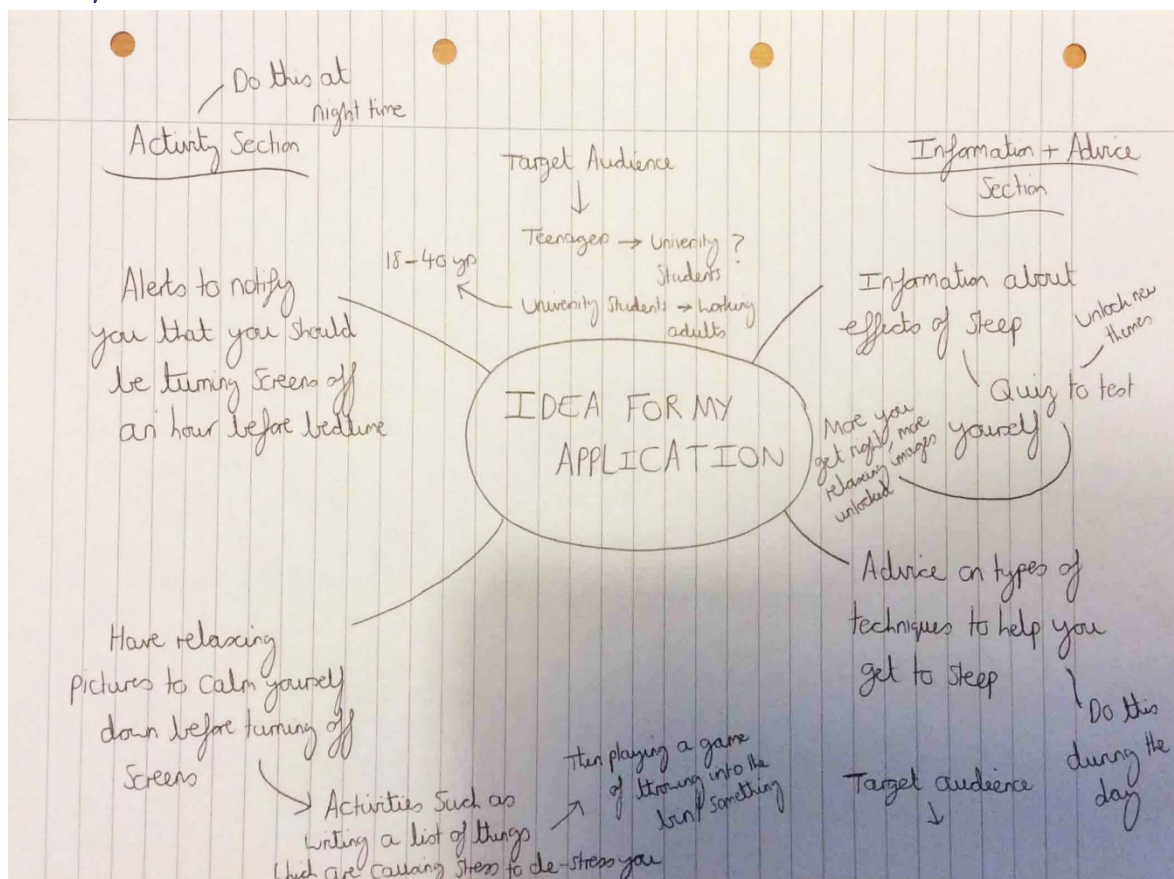 Do this at
night time
Activity Section
Target Audience
Teenagers → University ?
Students
18-40 yrs
University Students → working
adults
Information + Advice
Section
Alerts to notify
you that you should
be turning screens off
an hour before bedtime
IDEA FOR MY
APPLICATION
Information about
effects of sleep
Unlock new
themes
Quiz to test
yourself
More you
get right, more
relaxing images
unlocked
Have relaxing
pictures to calm yourself
down before turning off
screens
Activities such as
writing a list of things
which are causing stress to de-stress you
Then playing a game
of throwing into the
bin/ something
Advice on types of
techniques to help you
get to sleep
Do this
during the
day
Target audience